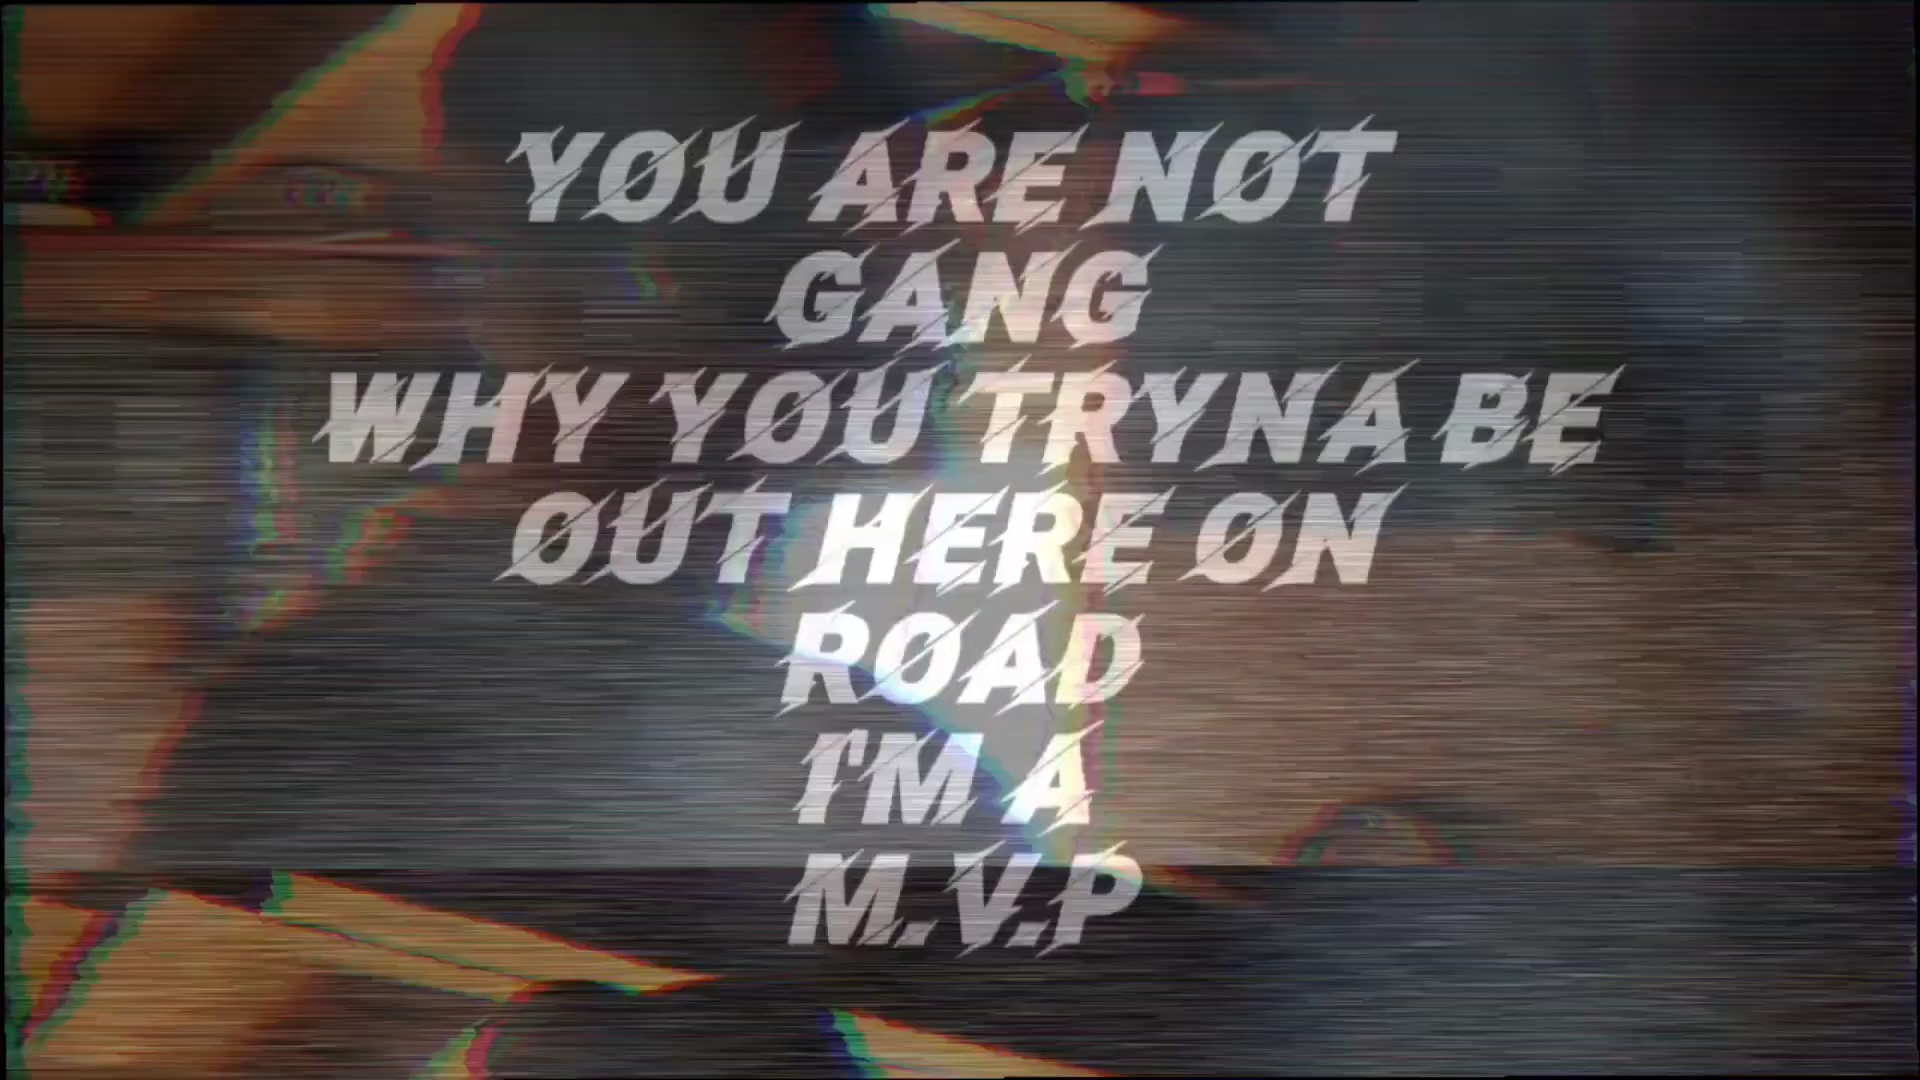 YOU ARE NOT
GANG
WHY YOU TRYNA BE
OUT HERE ON
ROAD
I'M A
M.V.P